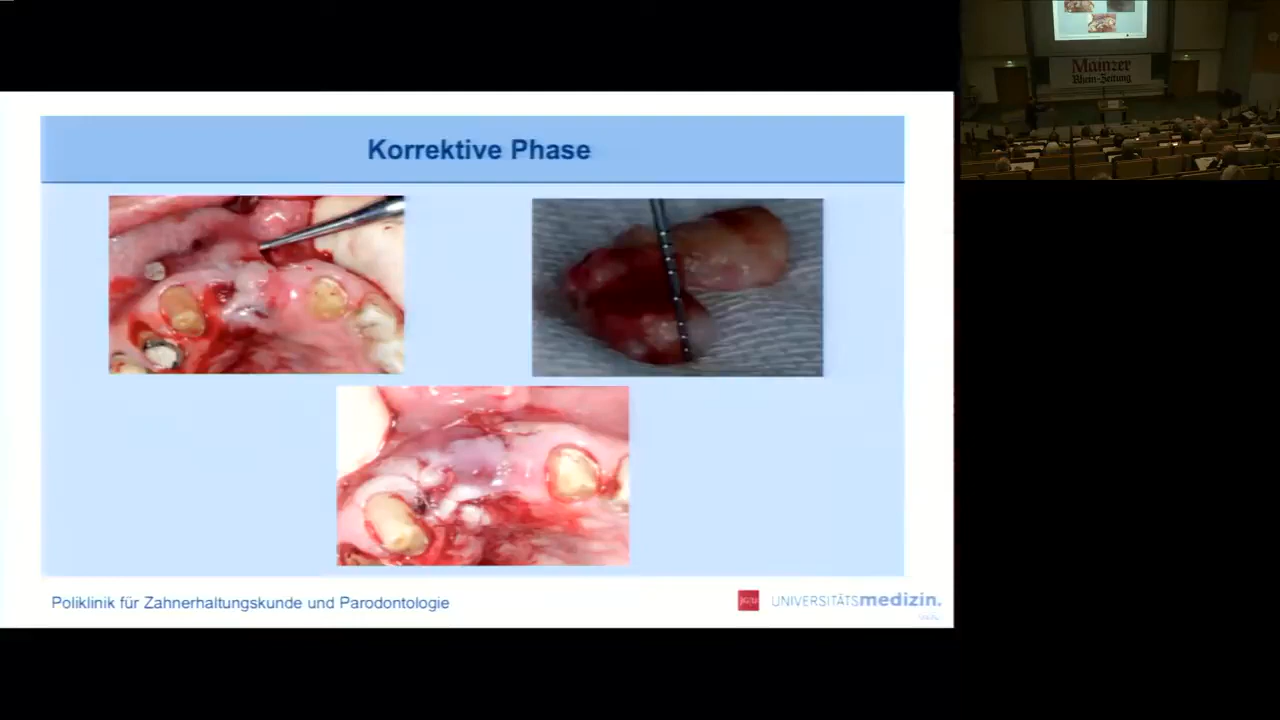 Korrektive Phase
Poliklinik für Zahnerhaltungskunde und Parodontologie
UNIVERSITÄTSmedizin.
Mainzer
Rhein-Zeitung